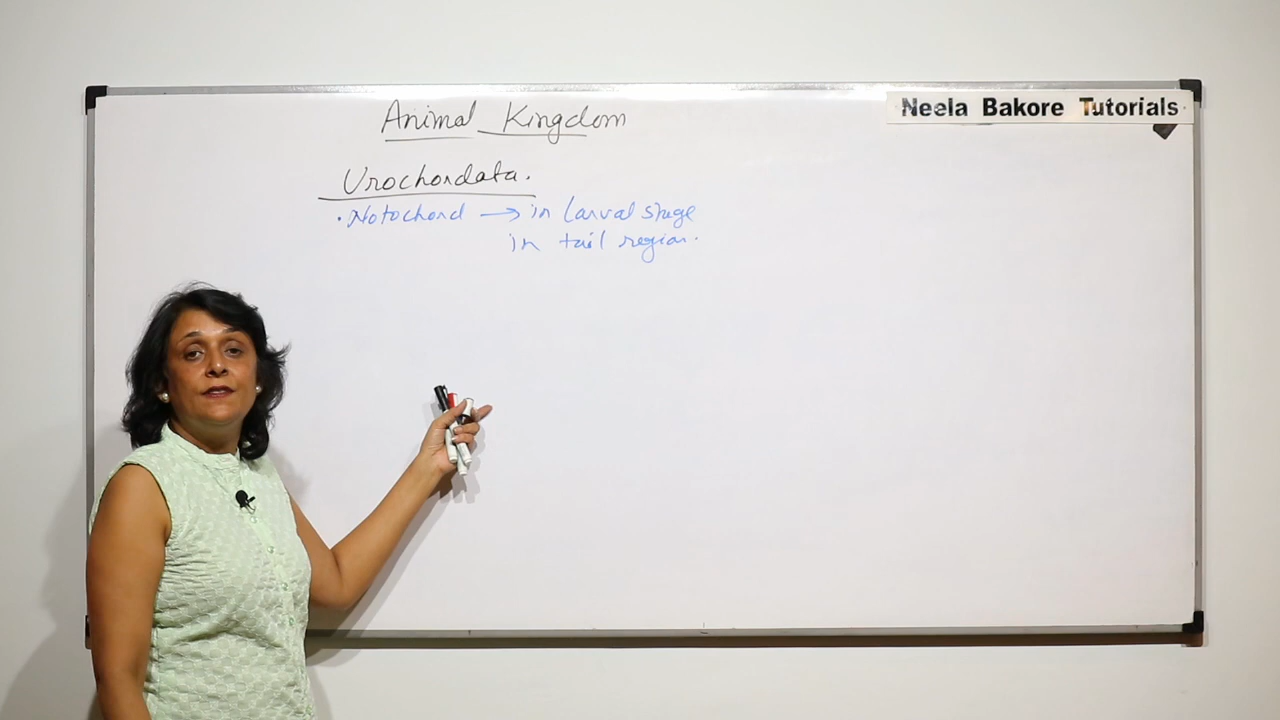 Neela Bakore Tutorials
Animal Kingdom
Urochordata.
· Notochord → in larval stage
in tail region.